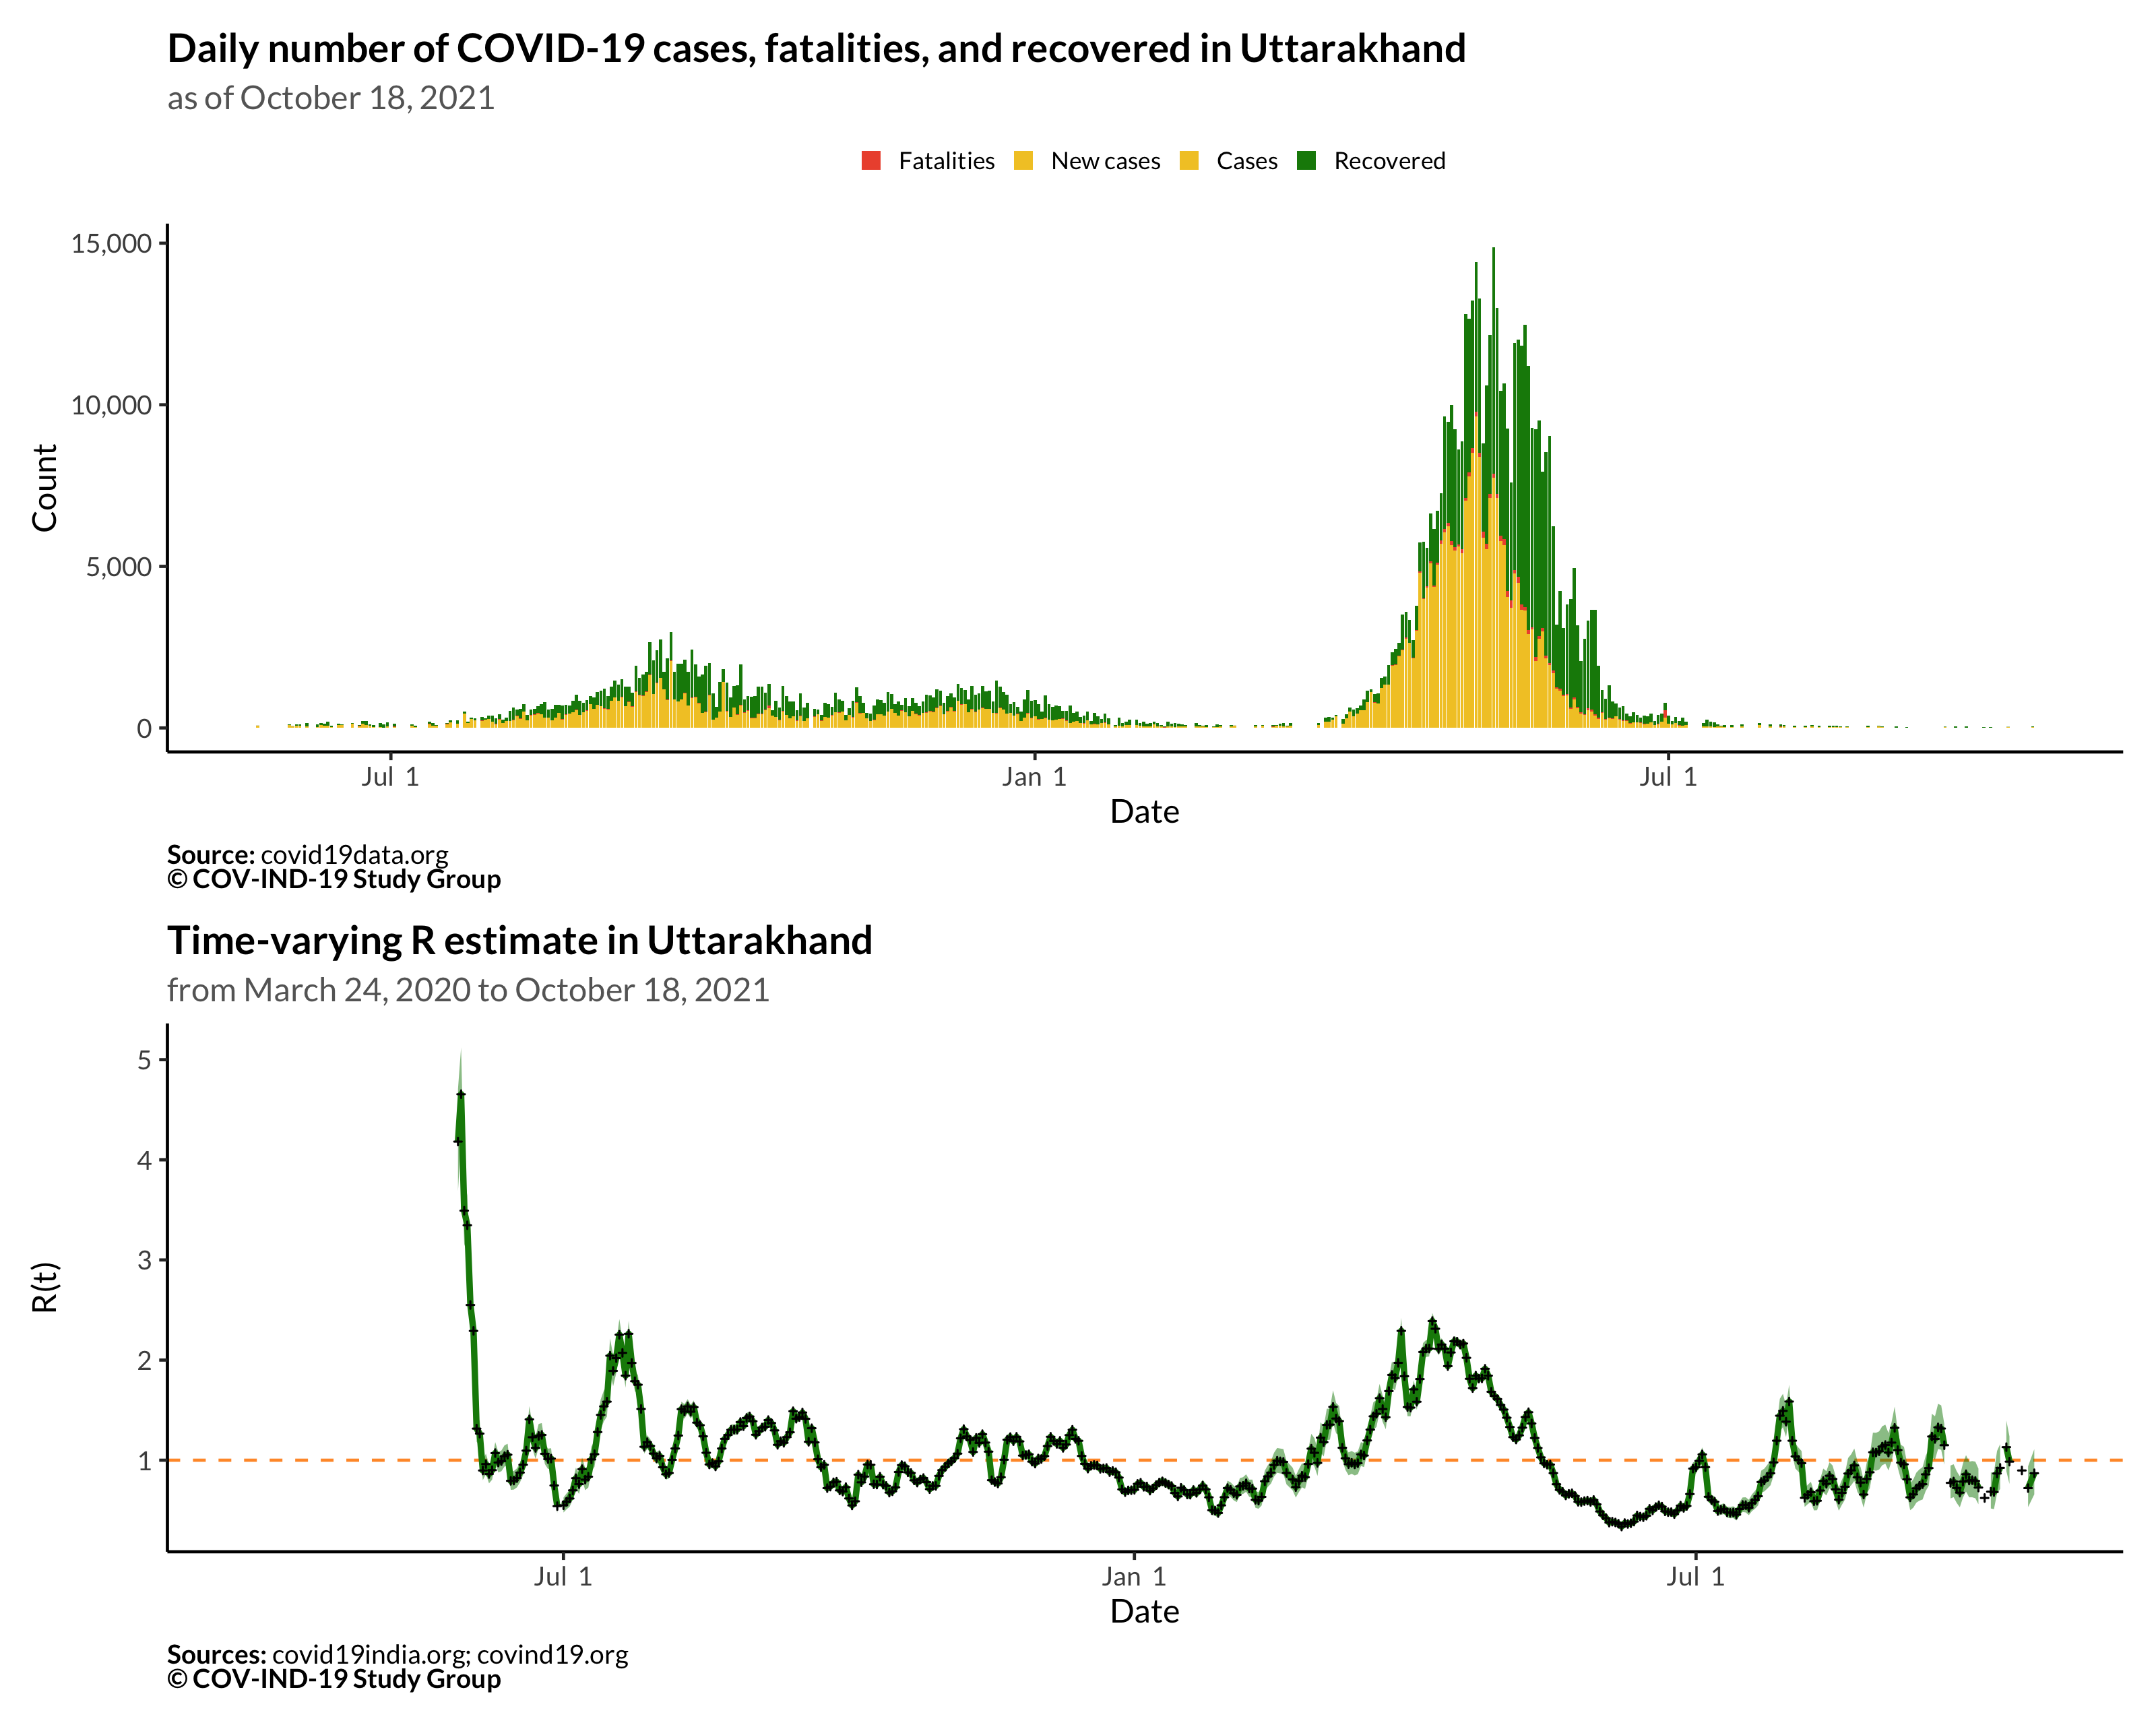 Daily number of COVID-19 cases, fatalities, and recovered in Uttarakhand
as of October 18, 2021
Fatalities New cases Cases Recovered
15,000
10,000
5,000
0
Count
Jul 1 Jan 1 Jul 1
Date
Source: covid19data.org
© COV-IND-19 Study Group
Time-varying R estimate in Uttarakhand
from March 24, 2020 to October 18, 2021
5
4
3
2
1
R(t)
Jul 1 Jan 1 Jul 1
Date
Sources: covid19india.org; covind19.org
© COV-IND-19 Study Group